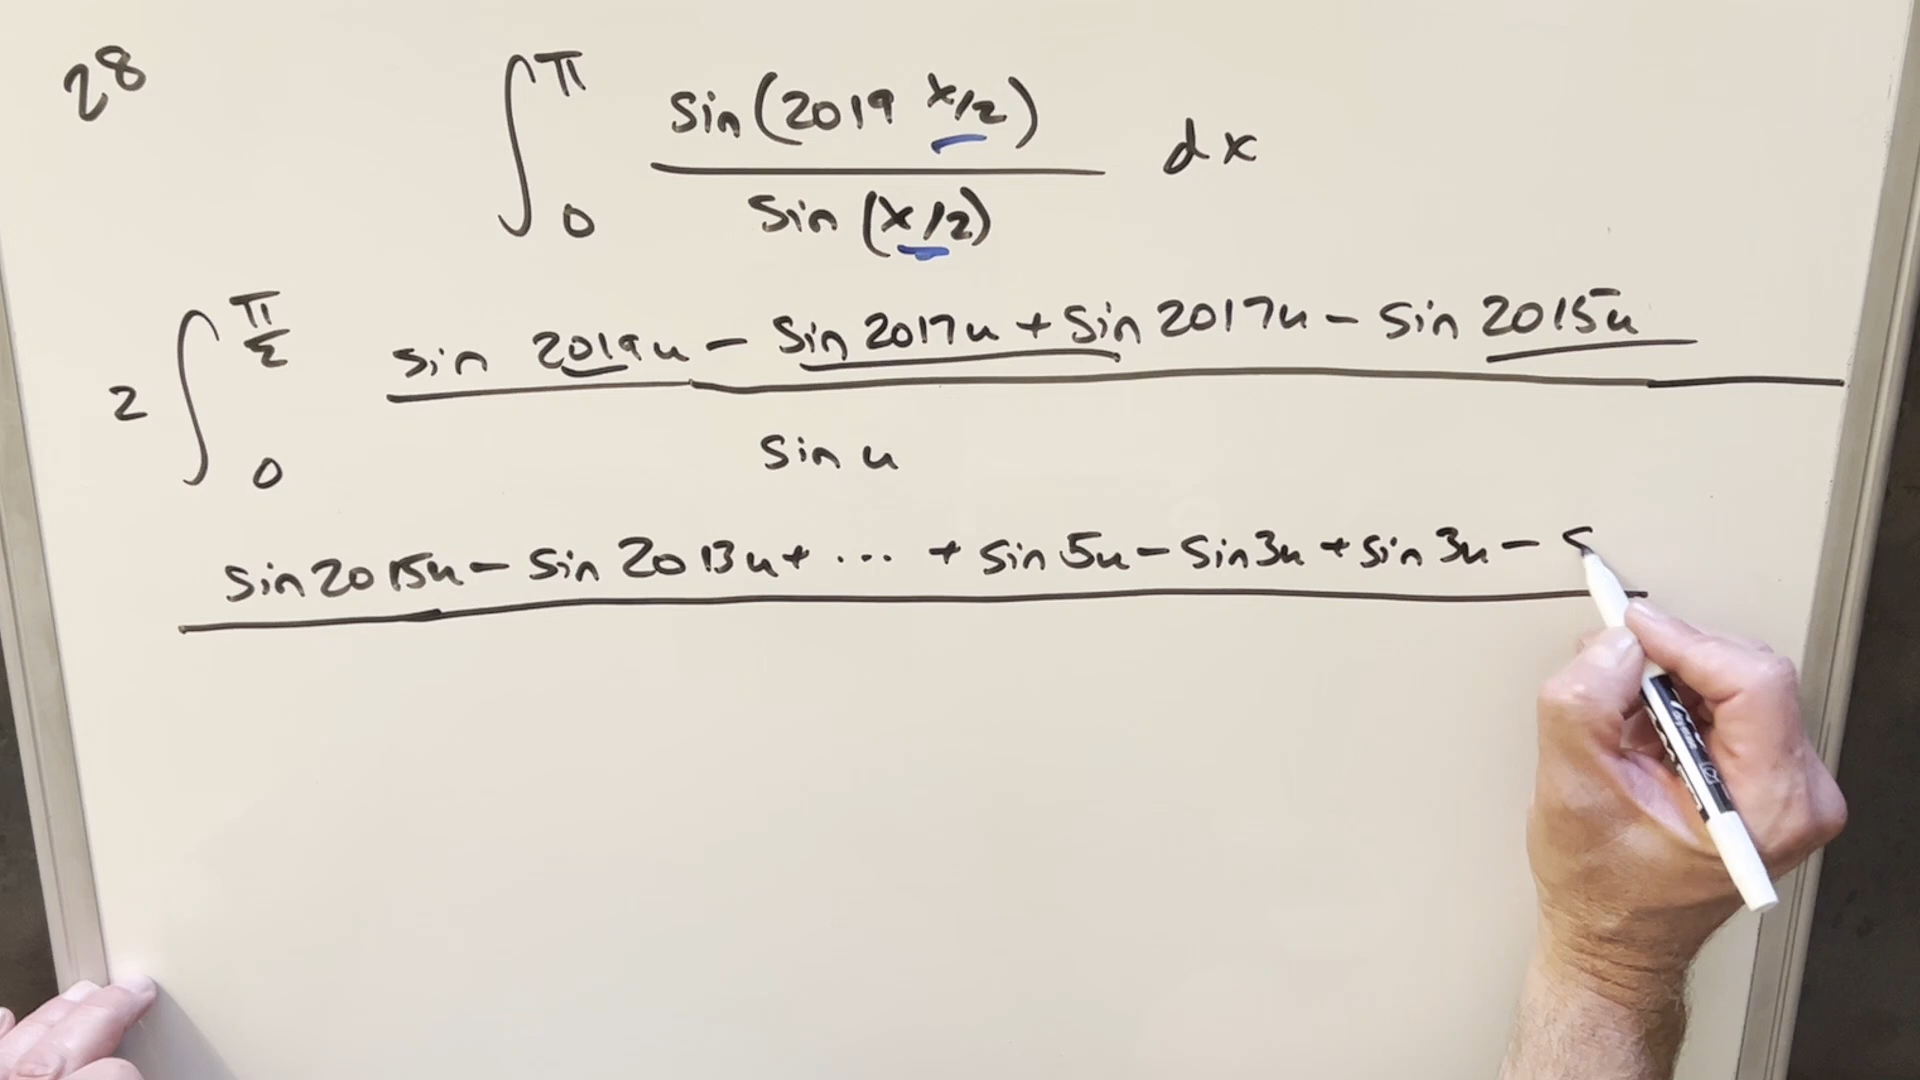 28
∫₀^π sin(2019 x/2) / sin(x/2) dx
2 ∫₀^(π/2) sin 2019u - sin 2017u + sin 2017u - sin 2015u / sin u
sin 2015u - sin 2013u + ... + sin 5u - sin 3u + sin 3u - s